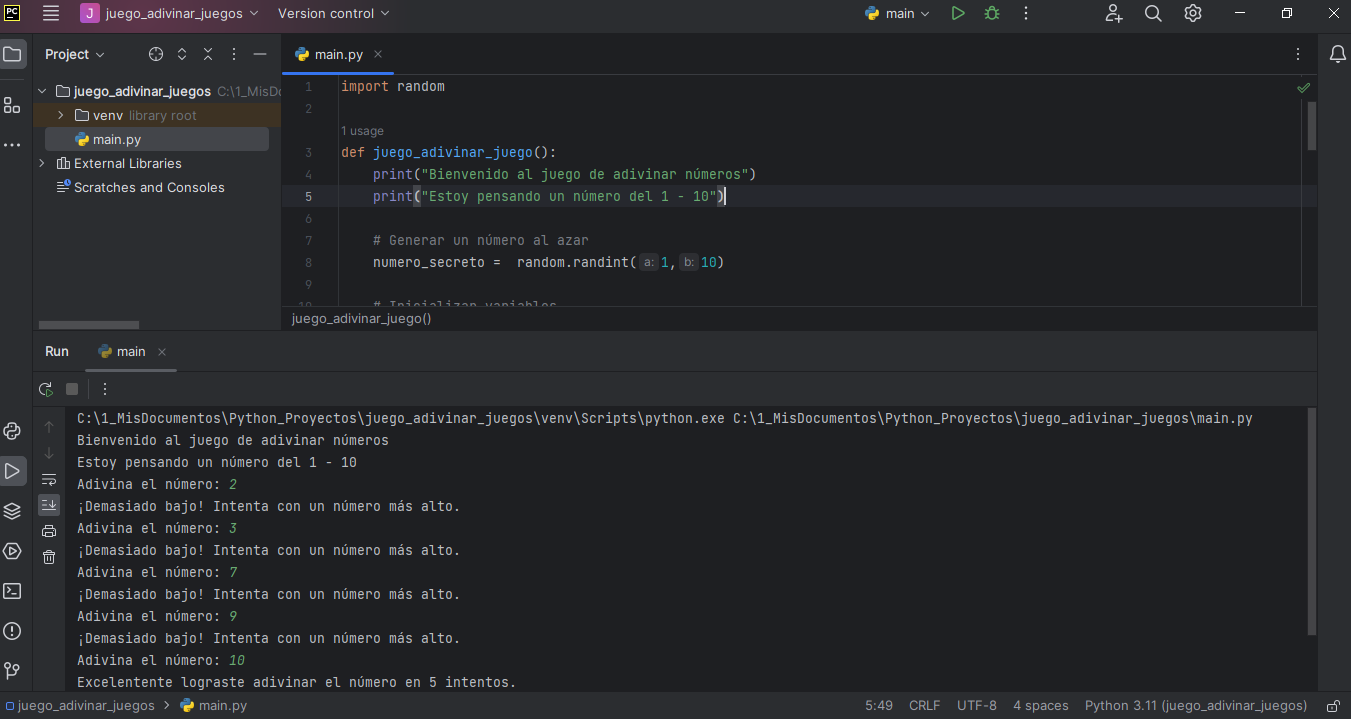 PC J juego_adivinar_juegos Version control main
Project
main.py
juego_adivinar_juegos C:\1_MisDo
venv library root
main.py
External Libraries
Scratches and Consoles
1 import random
2
1 usage
3 def juego_adivinar_juego():
4 print("Bienvenido al juego de adivinar números")
5 print("Estoy pensando un número del 1 - 10")
6
7 # Generar un número al azar
8 numero_secreto = random.randint(a: 1, b: 10)
9
10 # Inicializar variables
juego_adivinar_juego()
Run main
C:\1_MisDocumentos\Python_Proyectos\juego_adivinar_juegos\venv\Scripts\python.exe C:\1_MisDocumentos\Python_Proyectos\juego_adivinar_juegos\main.py
Bienvenido al juego de adivinar números
Estoy pensando un número del 1 - 10
Adivina el número: 2
¡Demasiado bajo! Intenta con un número más alto.
Adivina el número: 3
¡Demasiado bajo! Intenta con un número más alto.
Adivina el número: 7
¡Demasiado bajo! Intenta con un número más alto.
Adivina el número: 9
¡Demasiado bajo! Intenta con un número más alto.
Adivina el número: 10
Excelentente lograste adivinar el número en 5 intentos.
juego_adivinar_juegos main.py 5:49 CRLF UTF-8 4 spaces Python 3.11 (juego_adivinar_juegos)